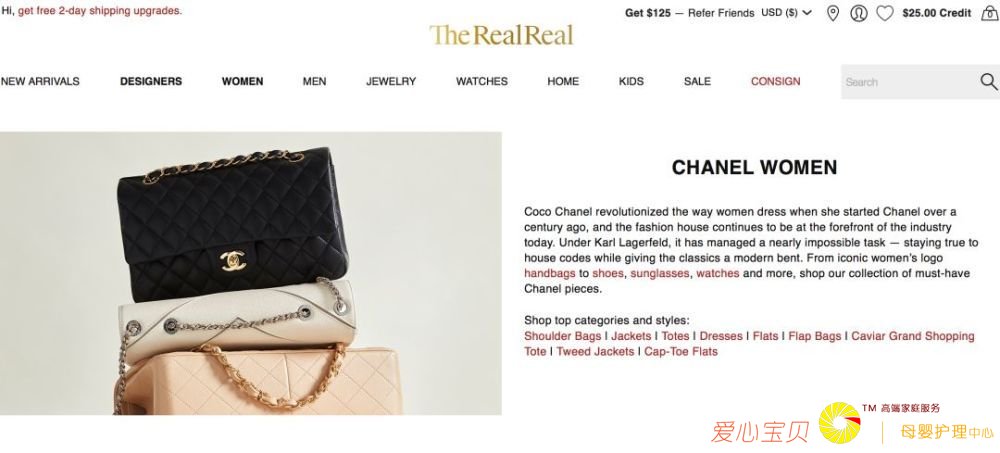 Hi, get free 2-day shipping upgrades.
Get $125 — Refer Friends USD ($) $25.00 Credit 0
The RealReal
NEW ARRIVALS DESIGNERS WOMEN MEN JEWELRY WATCHES HOME KIDS SALE CONSIGN Search
CHANEL WOMEN
Coco Chanel revolutionized the way women dress when she started Chanel over a
century ago, and the fashion house continues to be at the forefront of the industry
today. Under Karl Lagerfeld, it has managed a nearly impossible task — staying true to
house codes while giving the classics a modern bent. From iconic women's logo
handbags to shoes, sunglasses, watches and more, shop our collection of must-have
Chanel pieces.
Shop top categories and styles:
Shoulder Bags I Jackets I Totes I Dresses I Flats I Flap Bags I Caviar Grand Shopping
Tote I Tweed Jackets I Cap-Toe Flats
TM 高端家庭服务
爱心宝贝 母婴护理中心